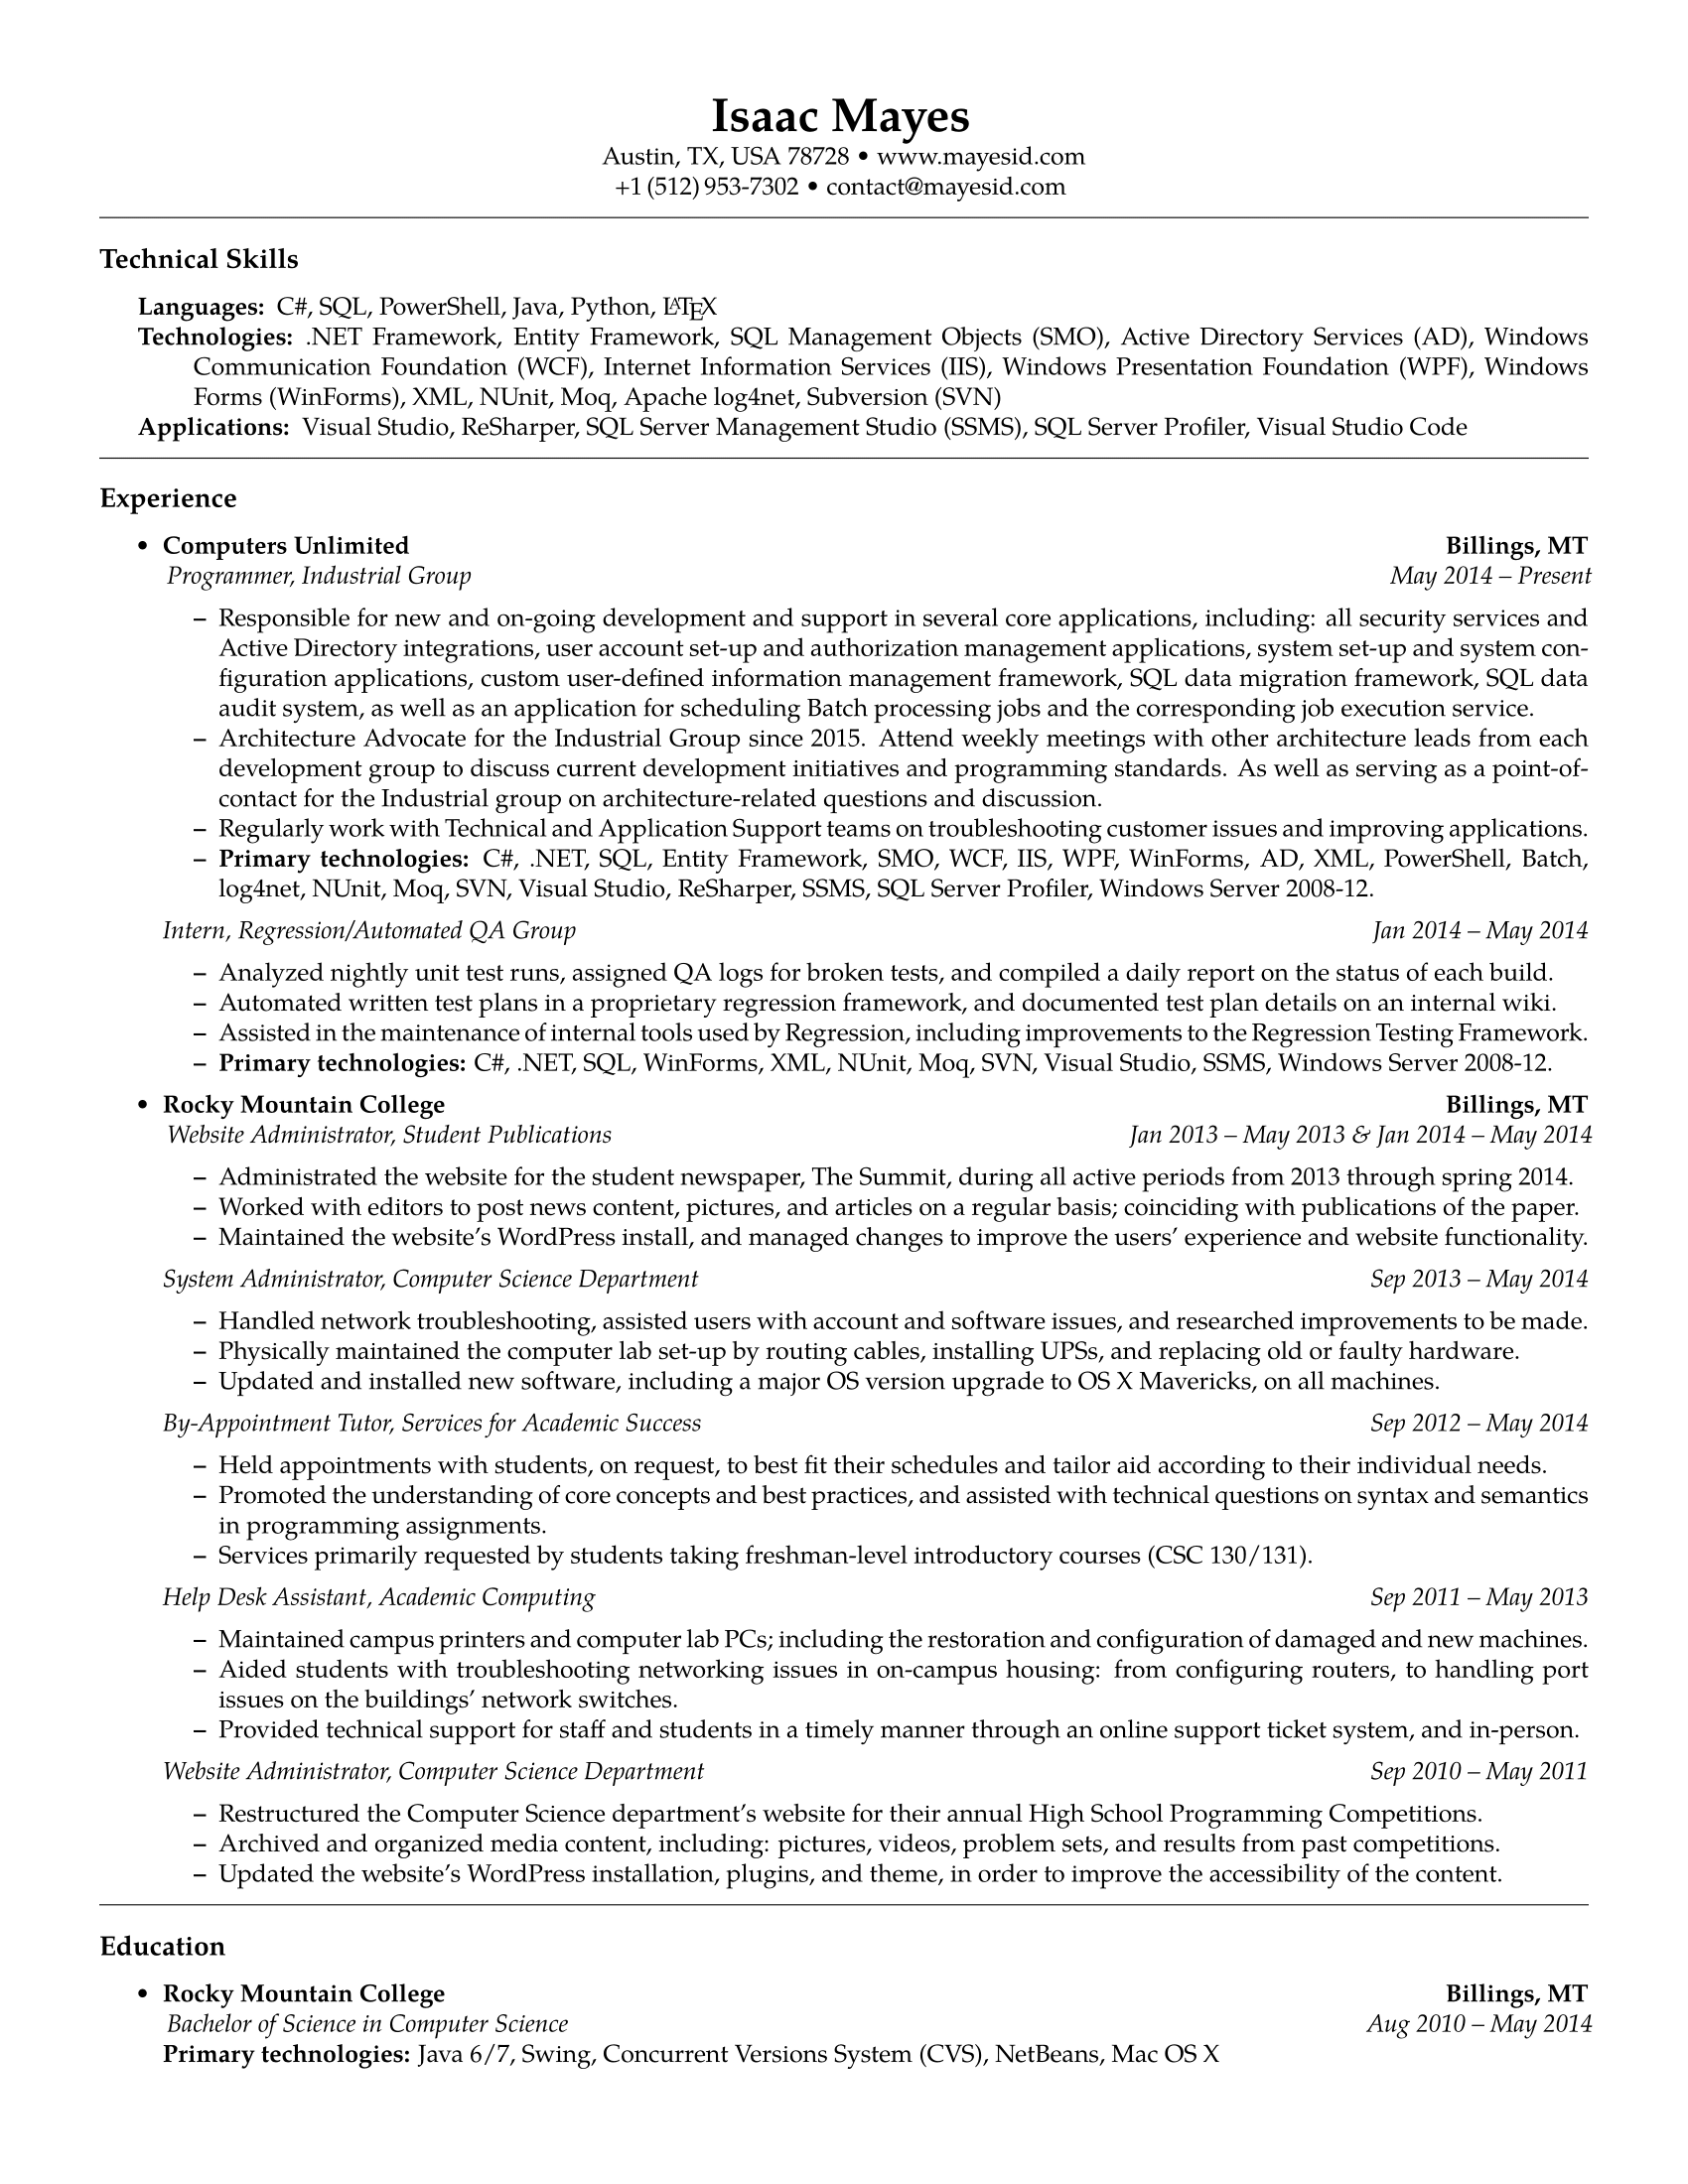 Isaac Mayes
Austin, TX, USA 78728 • www.mayesid.com
+1 (512) 953-7302 • contact@mayesid.com
Technical Skills
Languages: C#, SQL, PowerShell, Java, Python, LATEX
Technologies: .NET Framework, Entity Framework, SQL Management Objects (SMO), Active Directory Services (AD), Windows
Communication Foundation (WCF), Internet Information Services (IIS), Windows Presentation Foundation (WPF), Windows
Forms (WinForms), XML, NUnit, Moq, Apache log4net, Subversion (SVN)
Applications: Visual Studio, ReSharper, SQL Server Management Studio (SSMS), SQL Server Profiler, Visual Studio Code
Experience
• Computers Unlimited Billings, MT
Programmer, Industrial Group May 2014 – Present
– Responsible for new and on-going development and support in several core applications, including: all security services and
Active Directory integrations, user account set-up and authorization management applications, system set-up and system con-
figuration applications, custom user-defined information management framework, SQL data migration framework, SQL data
audit system, as well as an application for scheduling Batch processing jobs and the corresponding job execution service.
– Architecture Advocate for the Industrial Group since 2015. Attend weekly meetings with other architecture leads from each
development group to discuss current development initiatives and programming standards. As well as serving as a point-of-
contact for the Industrial group on architecture-related questions and discussion.
– Regularly work with Technical and Application Support teams on troubleshooting customer issues and improving applications.
– Primary technologies: C#, .NET, SQL, Entity Framework, SMO, WCF, IIS, WPF, WinForms, AD, XML, PowerShell, Batch,
log4net, NUnit, Moq, SVN, Visual Studio, ReSharper, SSMS, SQL Server Profiler, Windows Server 2008-12.
Intern, Regression/Automated QA Group Jan 2014 – May 2014
– Analyzed nightly unit test runs, assigned QA logs for broken tests, and compiled a daily report on the status of each build.
– Automated written test plans in a proprietary regression framework, and documented test plan details on an internal wiki.
– Assisted in the maintenance of internal tools used by Regression, including improvements to the Regression Testing Framework.
– Primary technologies: C#, .NET, SQL, WinForms, XML, NUnit, Moq, SVN, Visual Studio, SSMS, Windows Server 2008-12.
• Rocky Mountain College Billings, MT
Website Administrator, Student Publications Jan 2013 – May 2013 & Jan 2014 – May 2014
– Administrated the website for the student newspaper, The Summit, during all active periods from 2013 through spring 2014.
– Worked with editors to post news content, pictures, and articles on a regular basis; coinciding with publications of the paper.
– Maintained the website's WordPress install, and managed changes to improve the users' experience and website functionality.
System Administrator, Computer Science Department Sep 2013 – May 2014
– Handled network troubleshooting, assisted users with account and software issues, and researched improvements to be made.
– Physically maintained the computer lab set-up by routing cables, installing UPSs, and replacing old or faulty hardware.
– Updated and installed new software, including a major OS version upgrade to OS X Mavericks, on all machines.
By-Appointment Tutor, Services for Academic Success Sep 2012 – May 2014
– Held appointments with students, on request, to best fit their schedules and tailor aid according to their individual needs.
– Promoted the understanding of core concepts and best practices, and assisted with technical questions on syntax and semantics
in programming assignments.
– Services primarily requested by students taking freshman-level introductory courses (CSC 130/131).
Help Desk Assistant, Academic Computing Sep 2011 – May 2013
– Maintained campus printers and computer lab PCs; including the restoration and configuration of damaged and new machines.
– Aided students with troubleshooting networking issues in on-campus housing: from configuring routers, to handling port
issues on the buildings' network switches.
– Provided technical support for staff and students in a timely manner through an online support ticket system, and in-person.
Website Administrator, Computer Science Department Sep 2010 – May 2011
– Restructured the Computer Science department's website for their annual High School Programming Competitions.
– Archived and organized media content, including: pictures, videos, problem sets, and results from past competitions.
– Updated the website's WordPress installation, plugins, and theme, in order to improve the accessibility of the content.
Education
• Rocky Mountain College Billings, MT
Bachelor of Science in Computer Science Aug 2010 – May 2014
Primary technologies: Java 6/7, Swing, Concurrent Versions System (CVS), NetBeans, Mac OS X